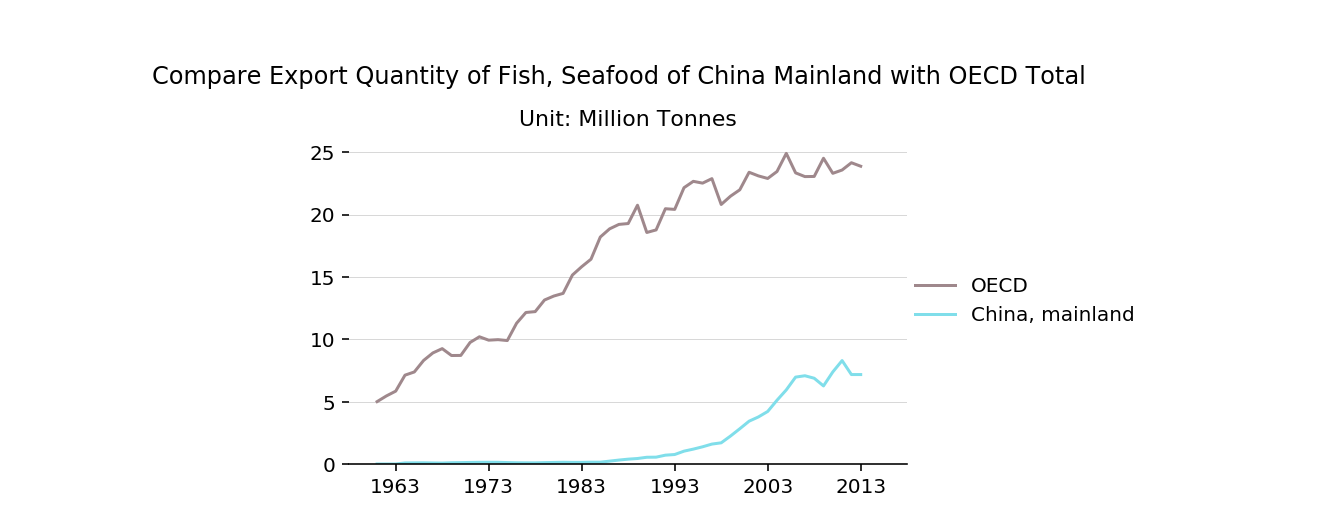 Compare Export Quantity of Fish, Seafood of China Mainland with OECD Total
Unit: Million Tonnes
25
20
15
10
5
0
1963 1973 1983 1993 2003 2013
OECD
China, mainland